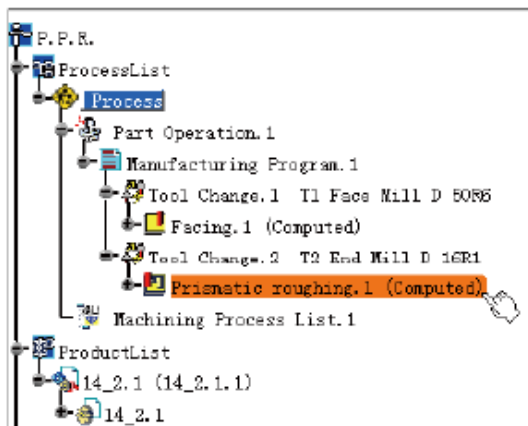 P.P.R.
ProcessList
Process
Part Operation.1
Manufacturing Program.1
Tool Change.1 T1 Face Mill D 50R6
Facing.1 (Computed)
Tool Change.2 T2 End Mill D 16R1
Prismatic roughing.1 (Computed)
Machining Process List.1
ProductList
14_2.1 (14_2.1.1)
14_2.1